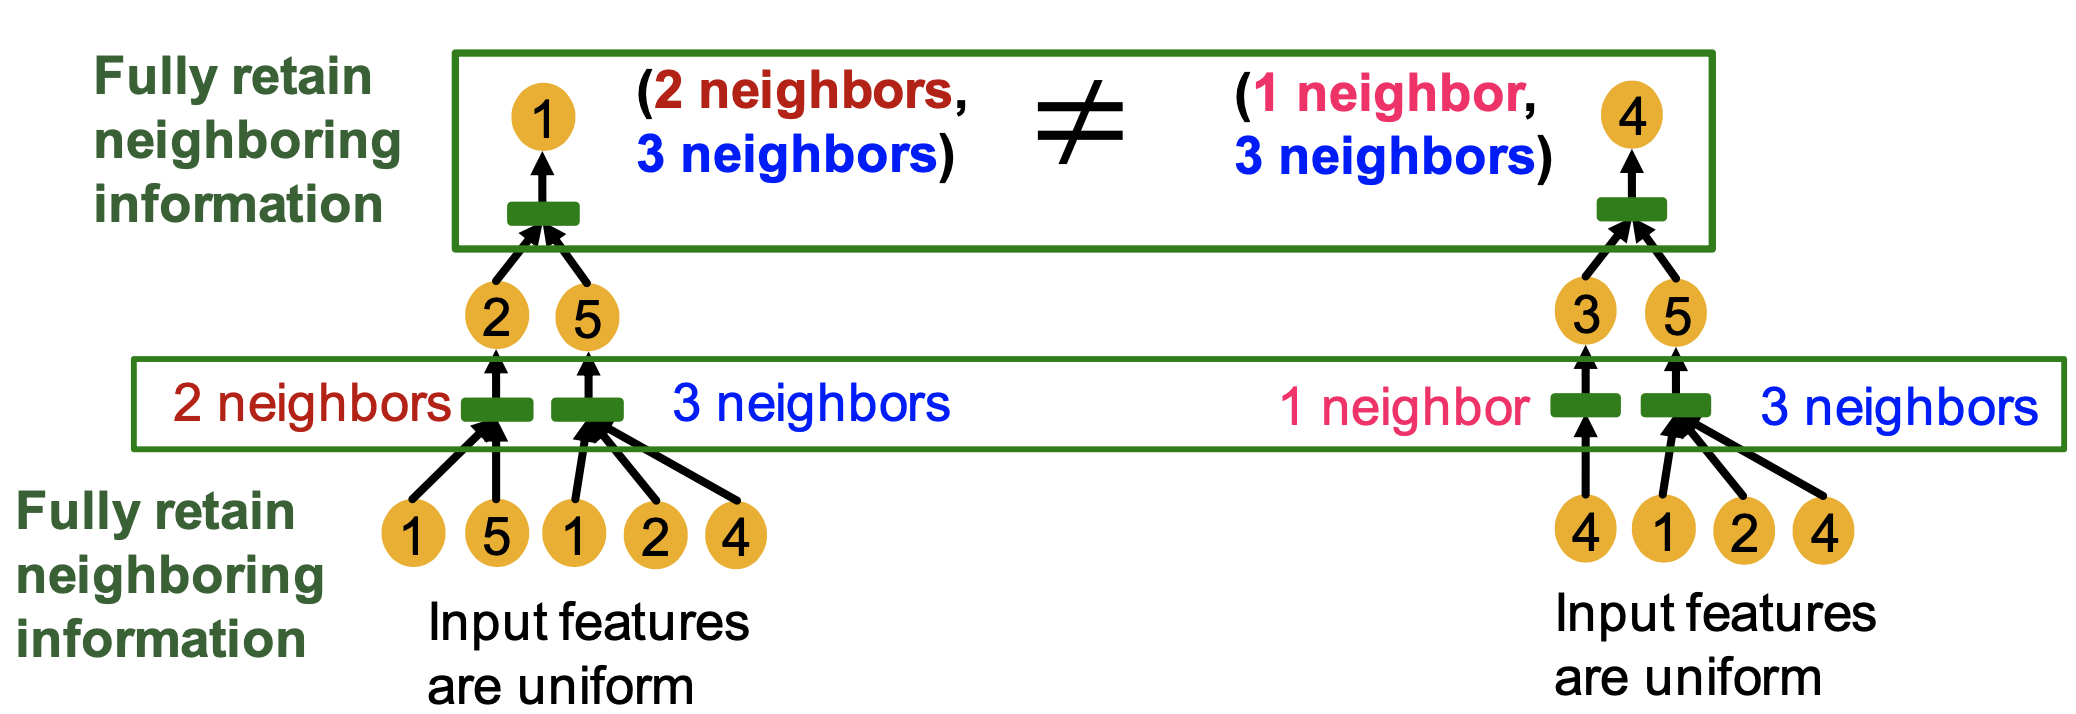 Fully retain
neighboring
information
1
(2 neighbors,
3 neighbors)
≠
(1 neighbor,
3 neighbors)
4
2
5
3
5
2 neighbors
3 neighbors
1 neighbor
3 neighbors
Fully retain
neighboring
information
1 5 1 2 4
4 1 2 4
Input features
are uniform
Input features
are uniform